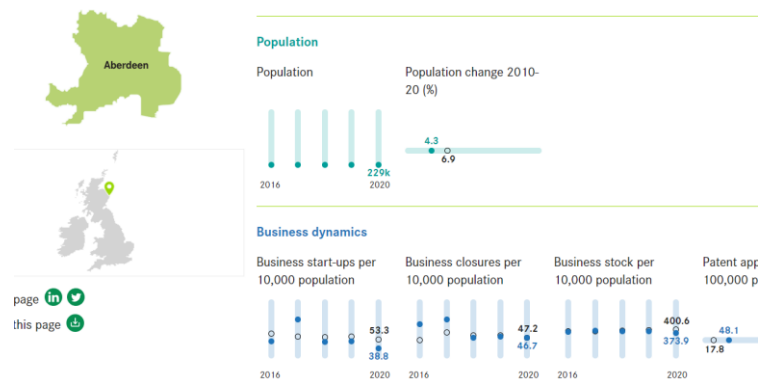 Aberdeen
page
this page
Population
Population
2016
229k
2020
Population change 2010-
20 (%)
4.3
6.9
Business dynamics
Business start-ups per
10,000 population
53.3
38.8
2016
2020
Business closures per
10,000 population
47.2
46.7
2016
2020
Business stock per
10,000 population
400.6
373.9
2016
2020
Patent app
100,000 p
48.1
17.8